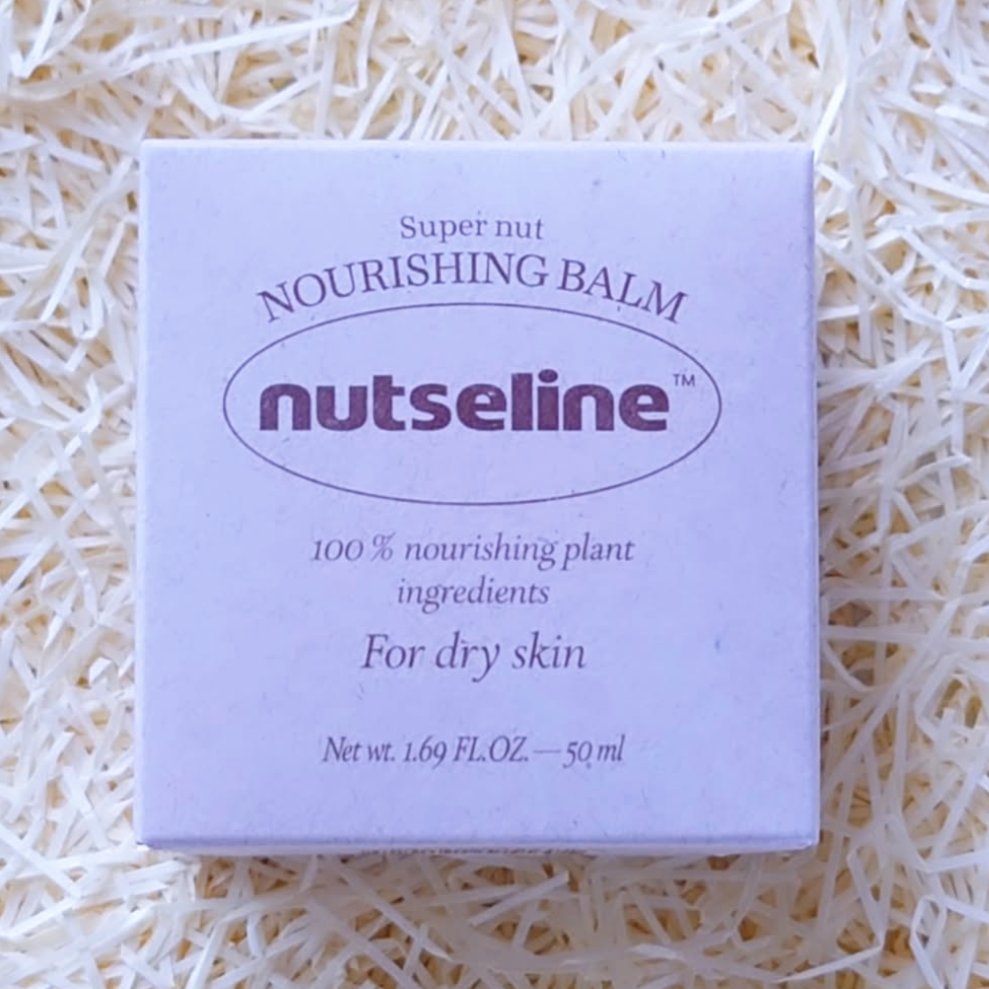 Super nut
NOURISHING BALM
nutseline™
100 % nourishing plant
ingredients
For dry skin
Net wt. 1.69 FL.OZ. — 50 ml